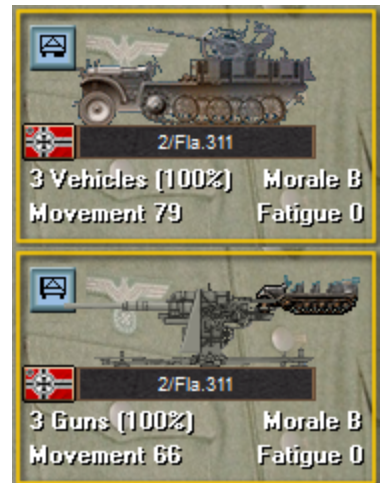 2/Fla.311
3 Vehicles (100%) Morale B
Movement 79 Fatigue 0
2/Fla.311
3 Guns (100%) Morale B
Movement 66 Fatigue 0